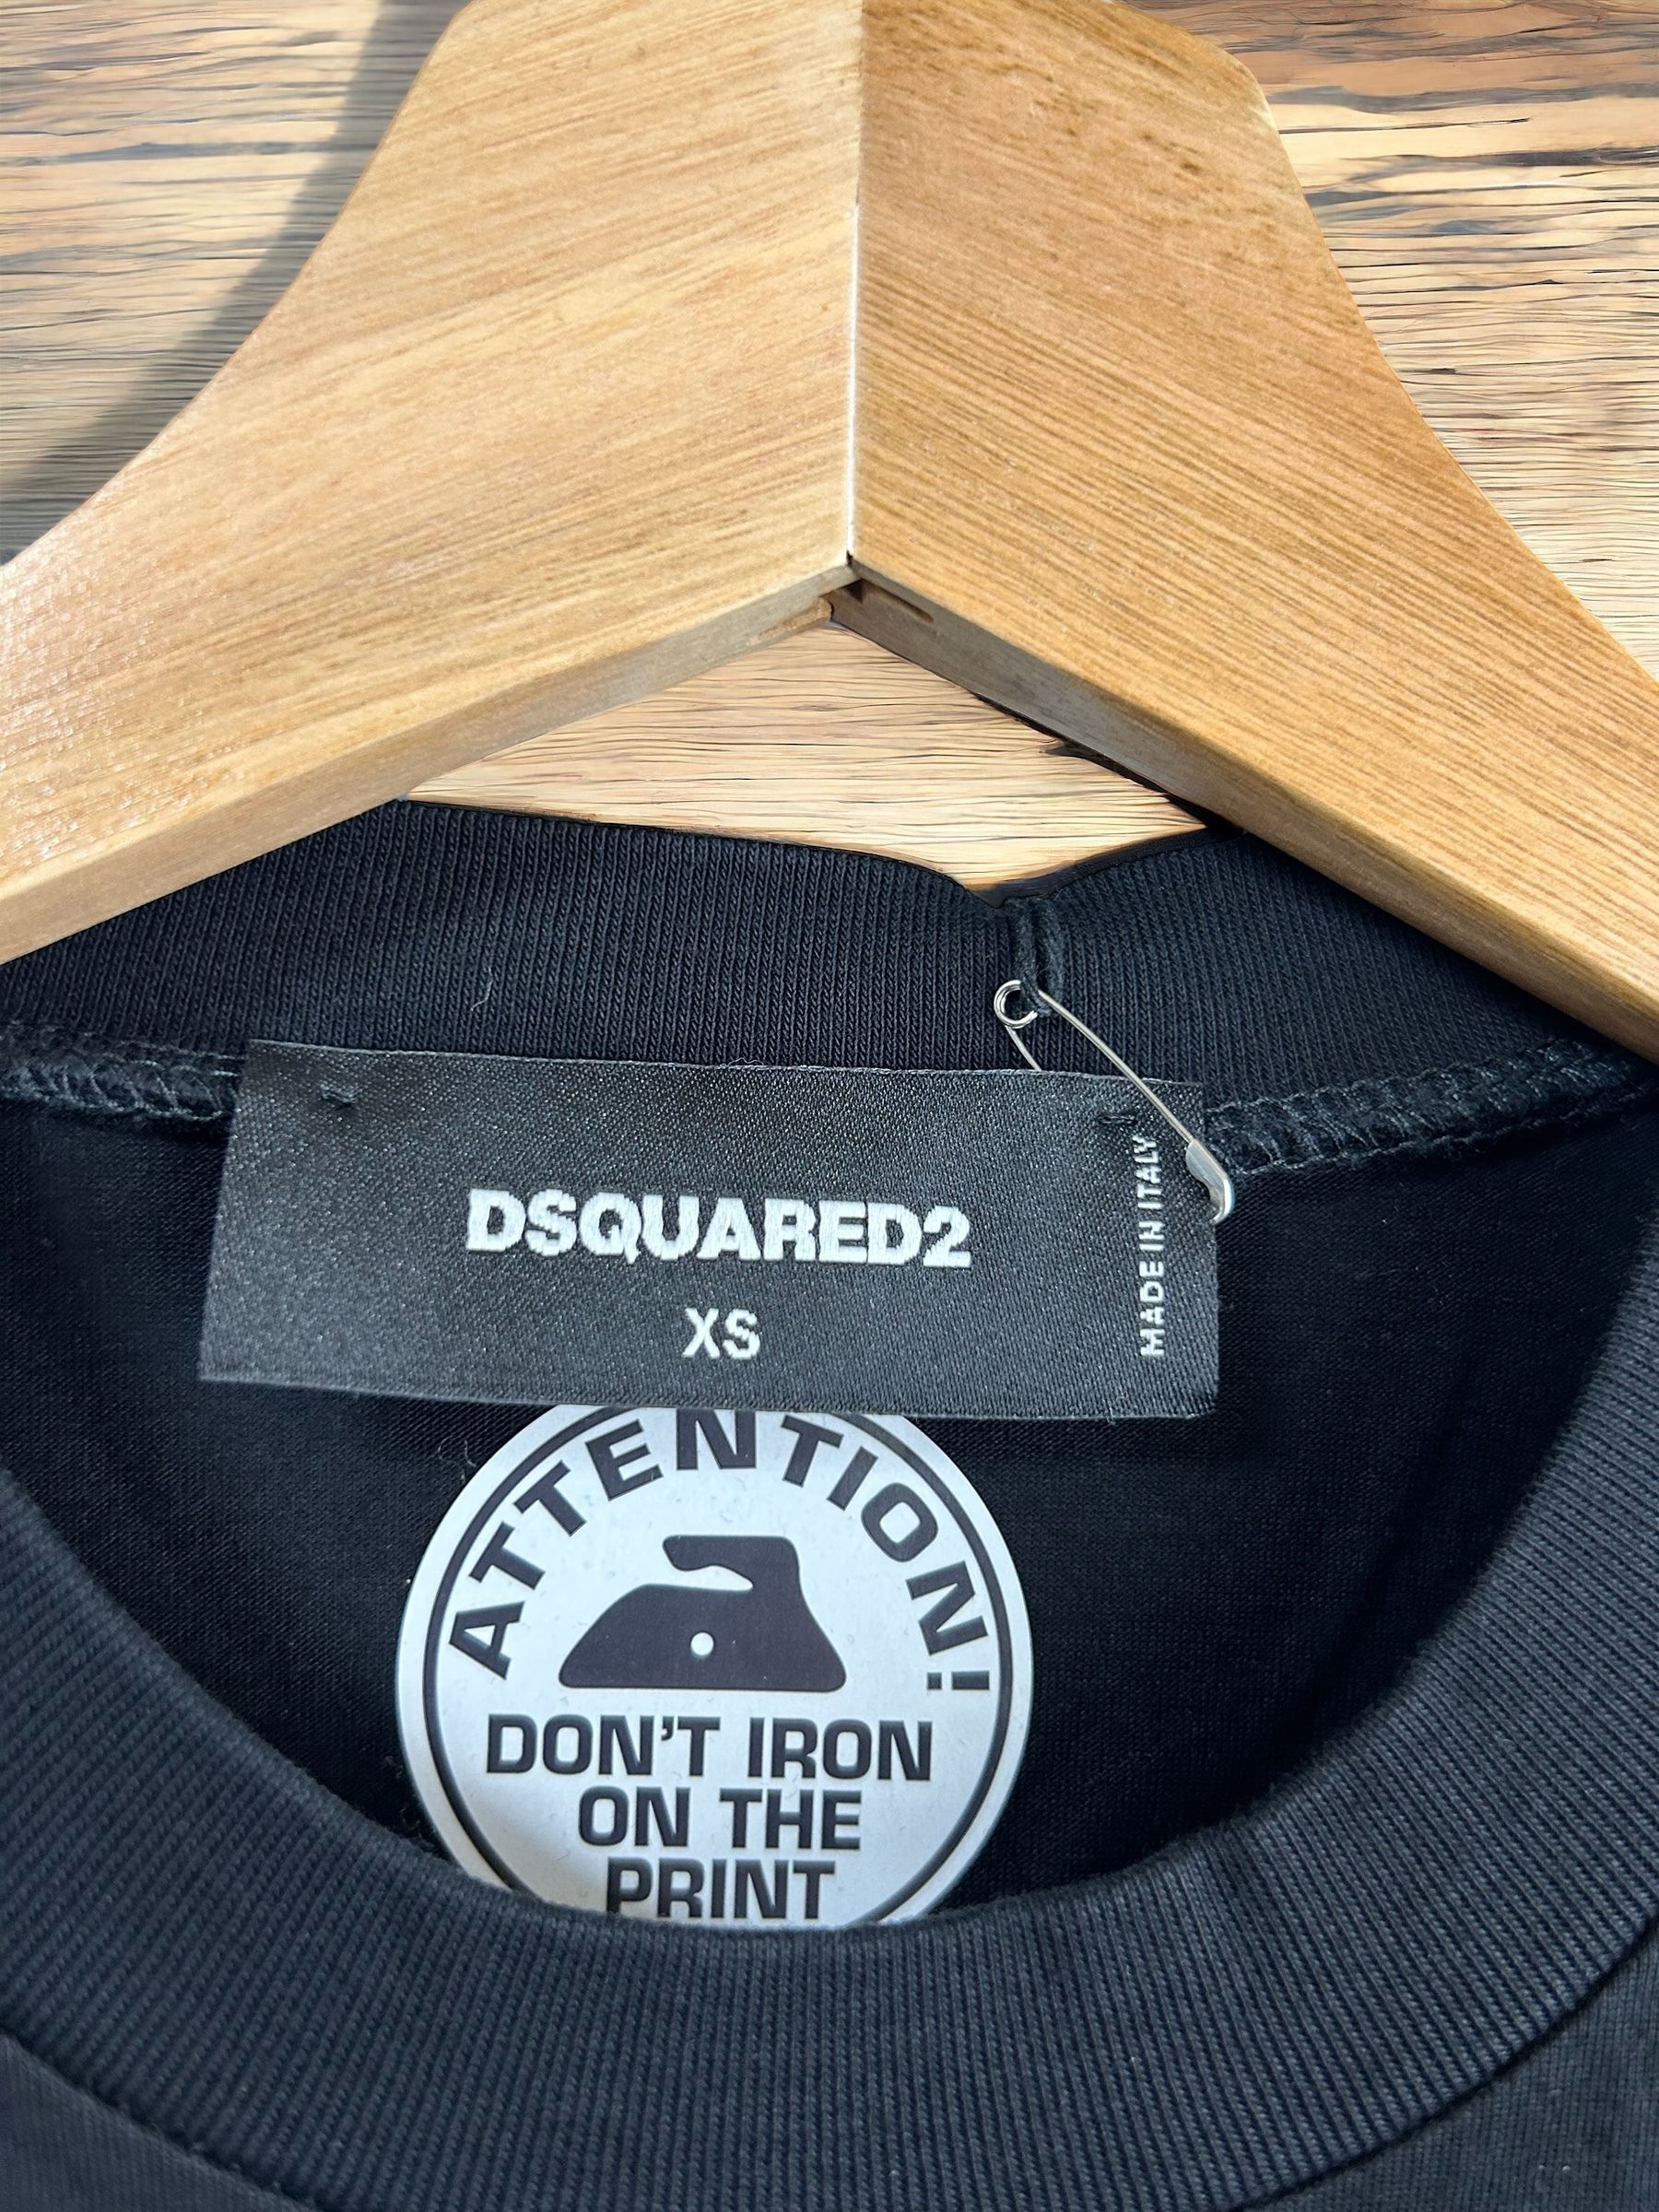 DSQUARED2
XS
MADE IN ITALY
ATTENTION!
DON'T IRON
ON THE
PRINT